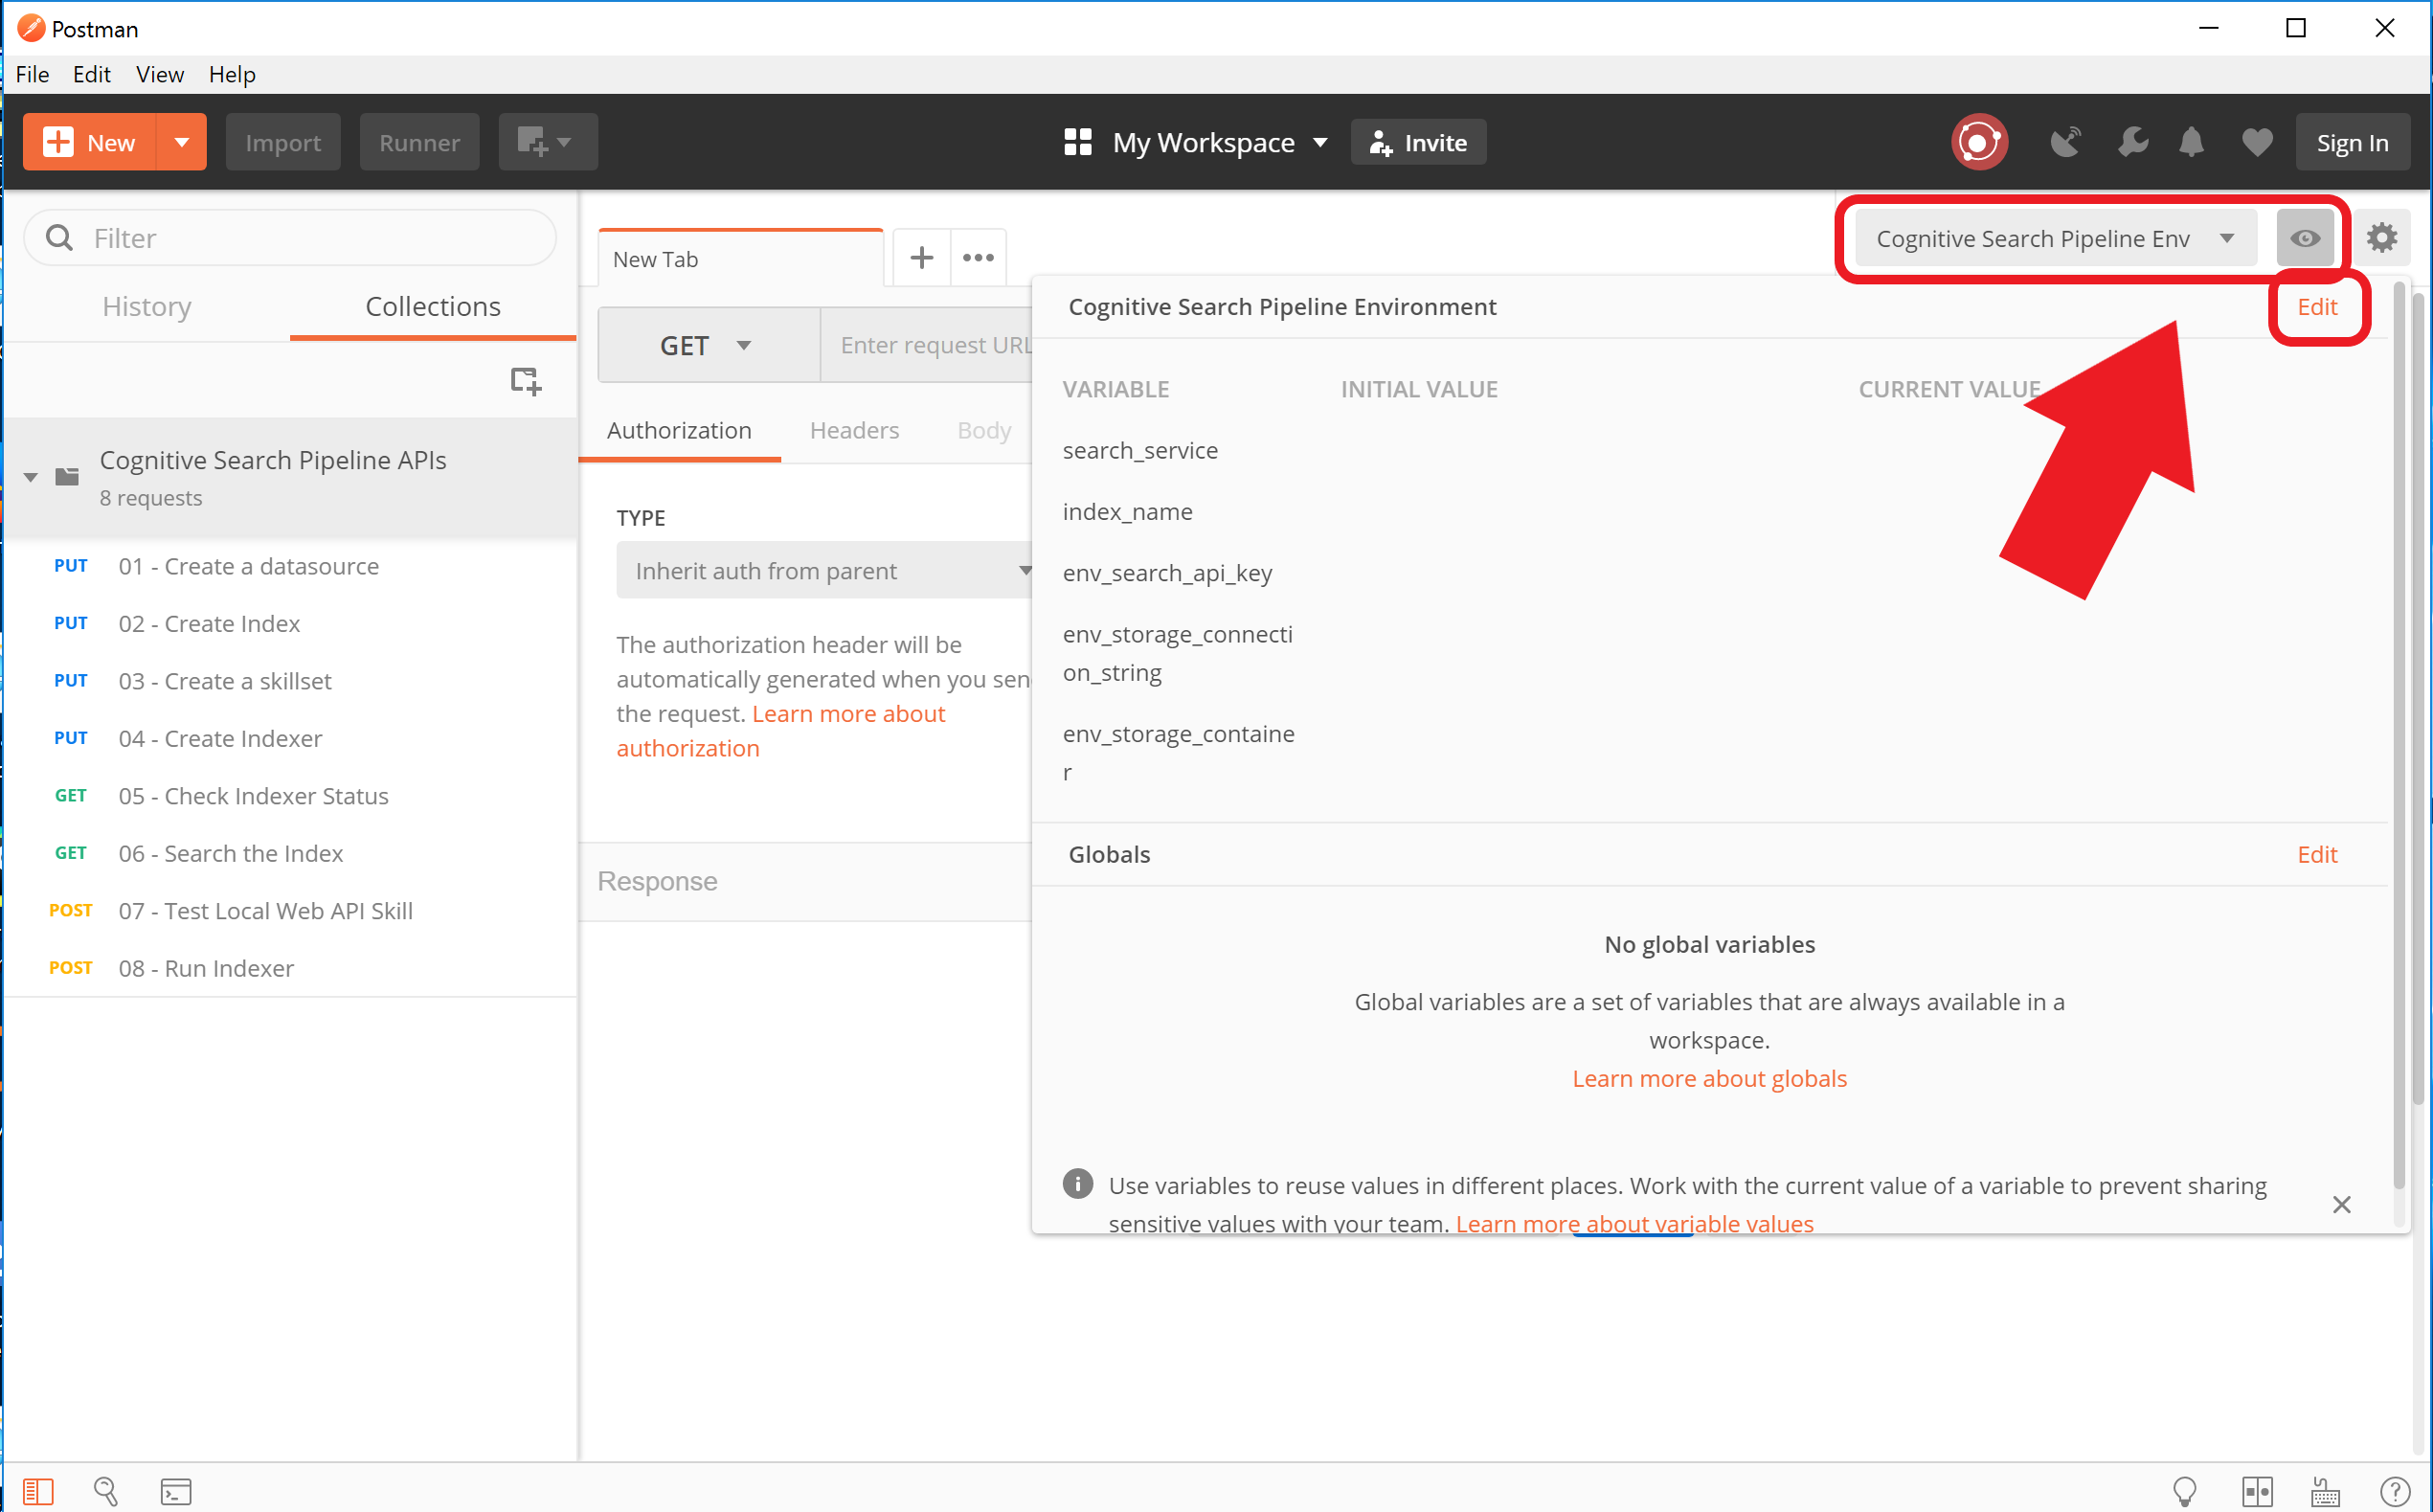 Postman
File Edit View Help
New Import Runner My Workspace Invite Sign In
Filter
History Collections
Cognitive Search Pipeline APIs
8 requests
PUT 01 - Create a datasource
PUT 02 - Create Index
PUT 03 - Create a skillset
PUT 04 - Create Indexer
GET 05 - Check Indexer Status
GET 06 - Search the Index
POST 07 - Test Local Web API Skill
POST 08 - Run Indexer
New Tab
Cognitive Search Pipeline Env
GET Enter request URL
Authorization Headers Body
TYPE
Inherit auth from parent
The authorization header will be
automatically generated when you sen
the request. Learn more about
authorization
Response
Cognitive Search Pipeline Environment Edit
VARIABLE INITIAL VALUE CURRENT VALUE
search_service
index_name
env_search_api_key
env_storage_connecti
on_string
env_storage_containe
r
Globals Edit
No global variables
Global variables are a set of variables that are always available in a
workspace.
Learn more about globals
Use variables to reuse values in different places. Work with the current value of a variable to prevent sharing
sensitive values with your team. Learn more about variable values